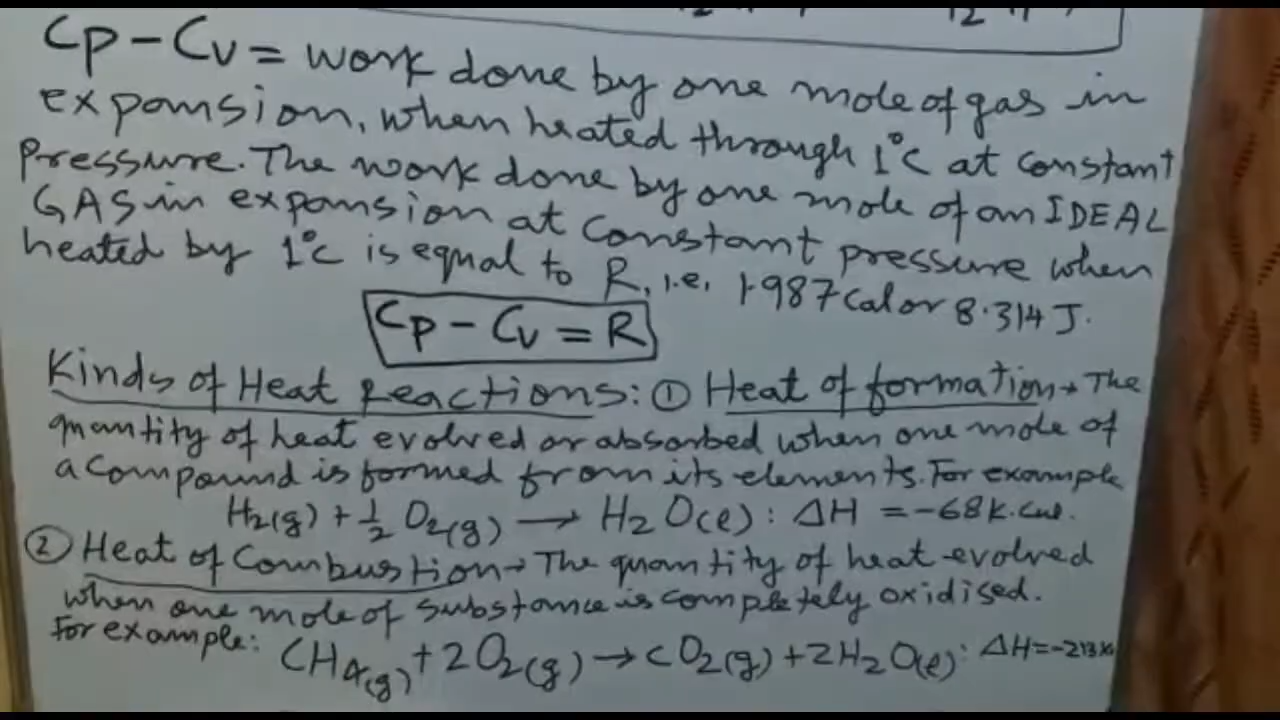 Cp - Cv = work done by one mole of gas in
expansion, when heated through 1°C at constant
Pressure. The work done by one mole of an IDEAL
GAS in expansion at constant pressure when
heated by 1°C is equal to R, i.e. 1.987 Cal or 8.314 J.
Cp - Cv = R
Kinds of Heat Reactions: ① Heat of formation → The
quantity of heat evolved or absorbed when one mole of
a compound is formed from its elements. For example
H₂(g) + ½ O₂(g) → H₂O(l) : ΔH = -68 K.Cal.
② Heat of Combustion → The quantity of heat evolved
when one mole of substance is completely oxidised.
For example:
CH₄(g) + 2O₂(g) → CO₂(g) + 2H₂O(l) : ΔH = -213 K